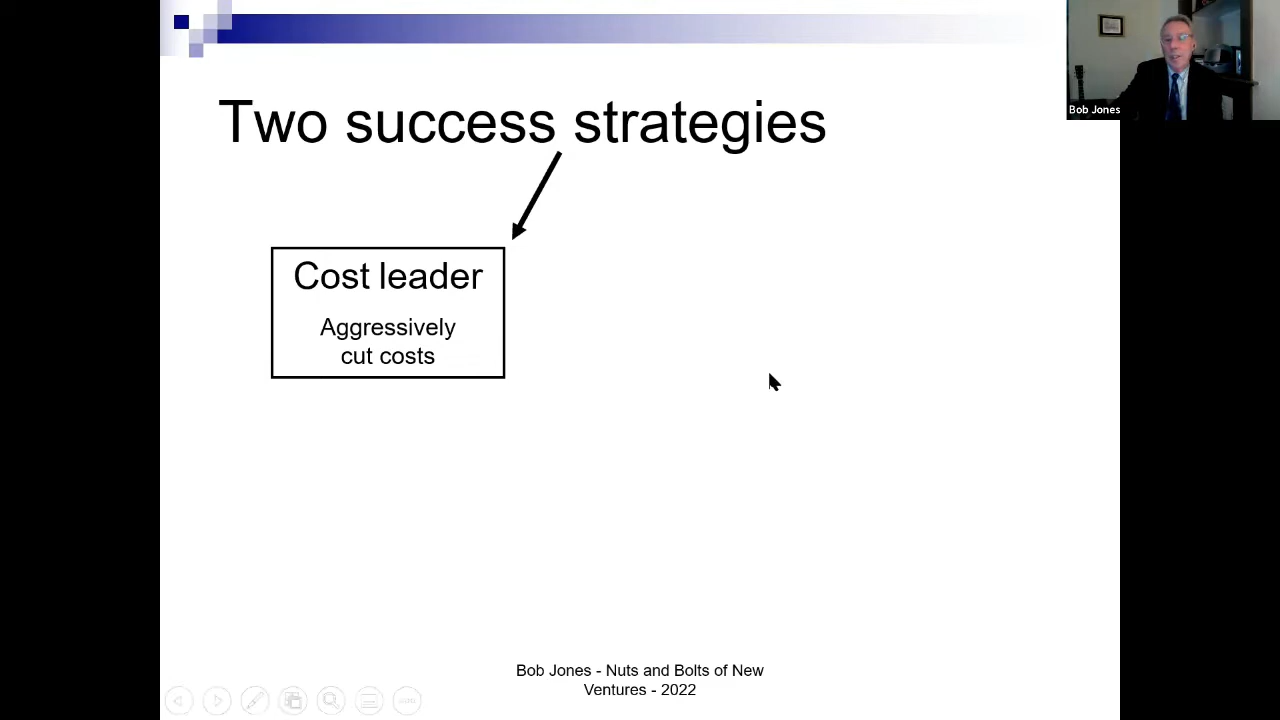 Two success strategies
Bob Jones
Cost leader
Aggressively
cut costs
Bob Jones - Nuts and Bolts of New
Ventures - 2022